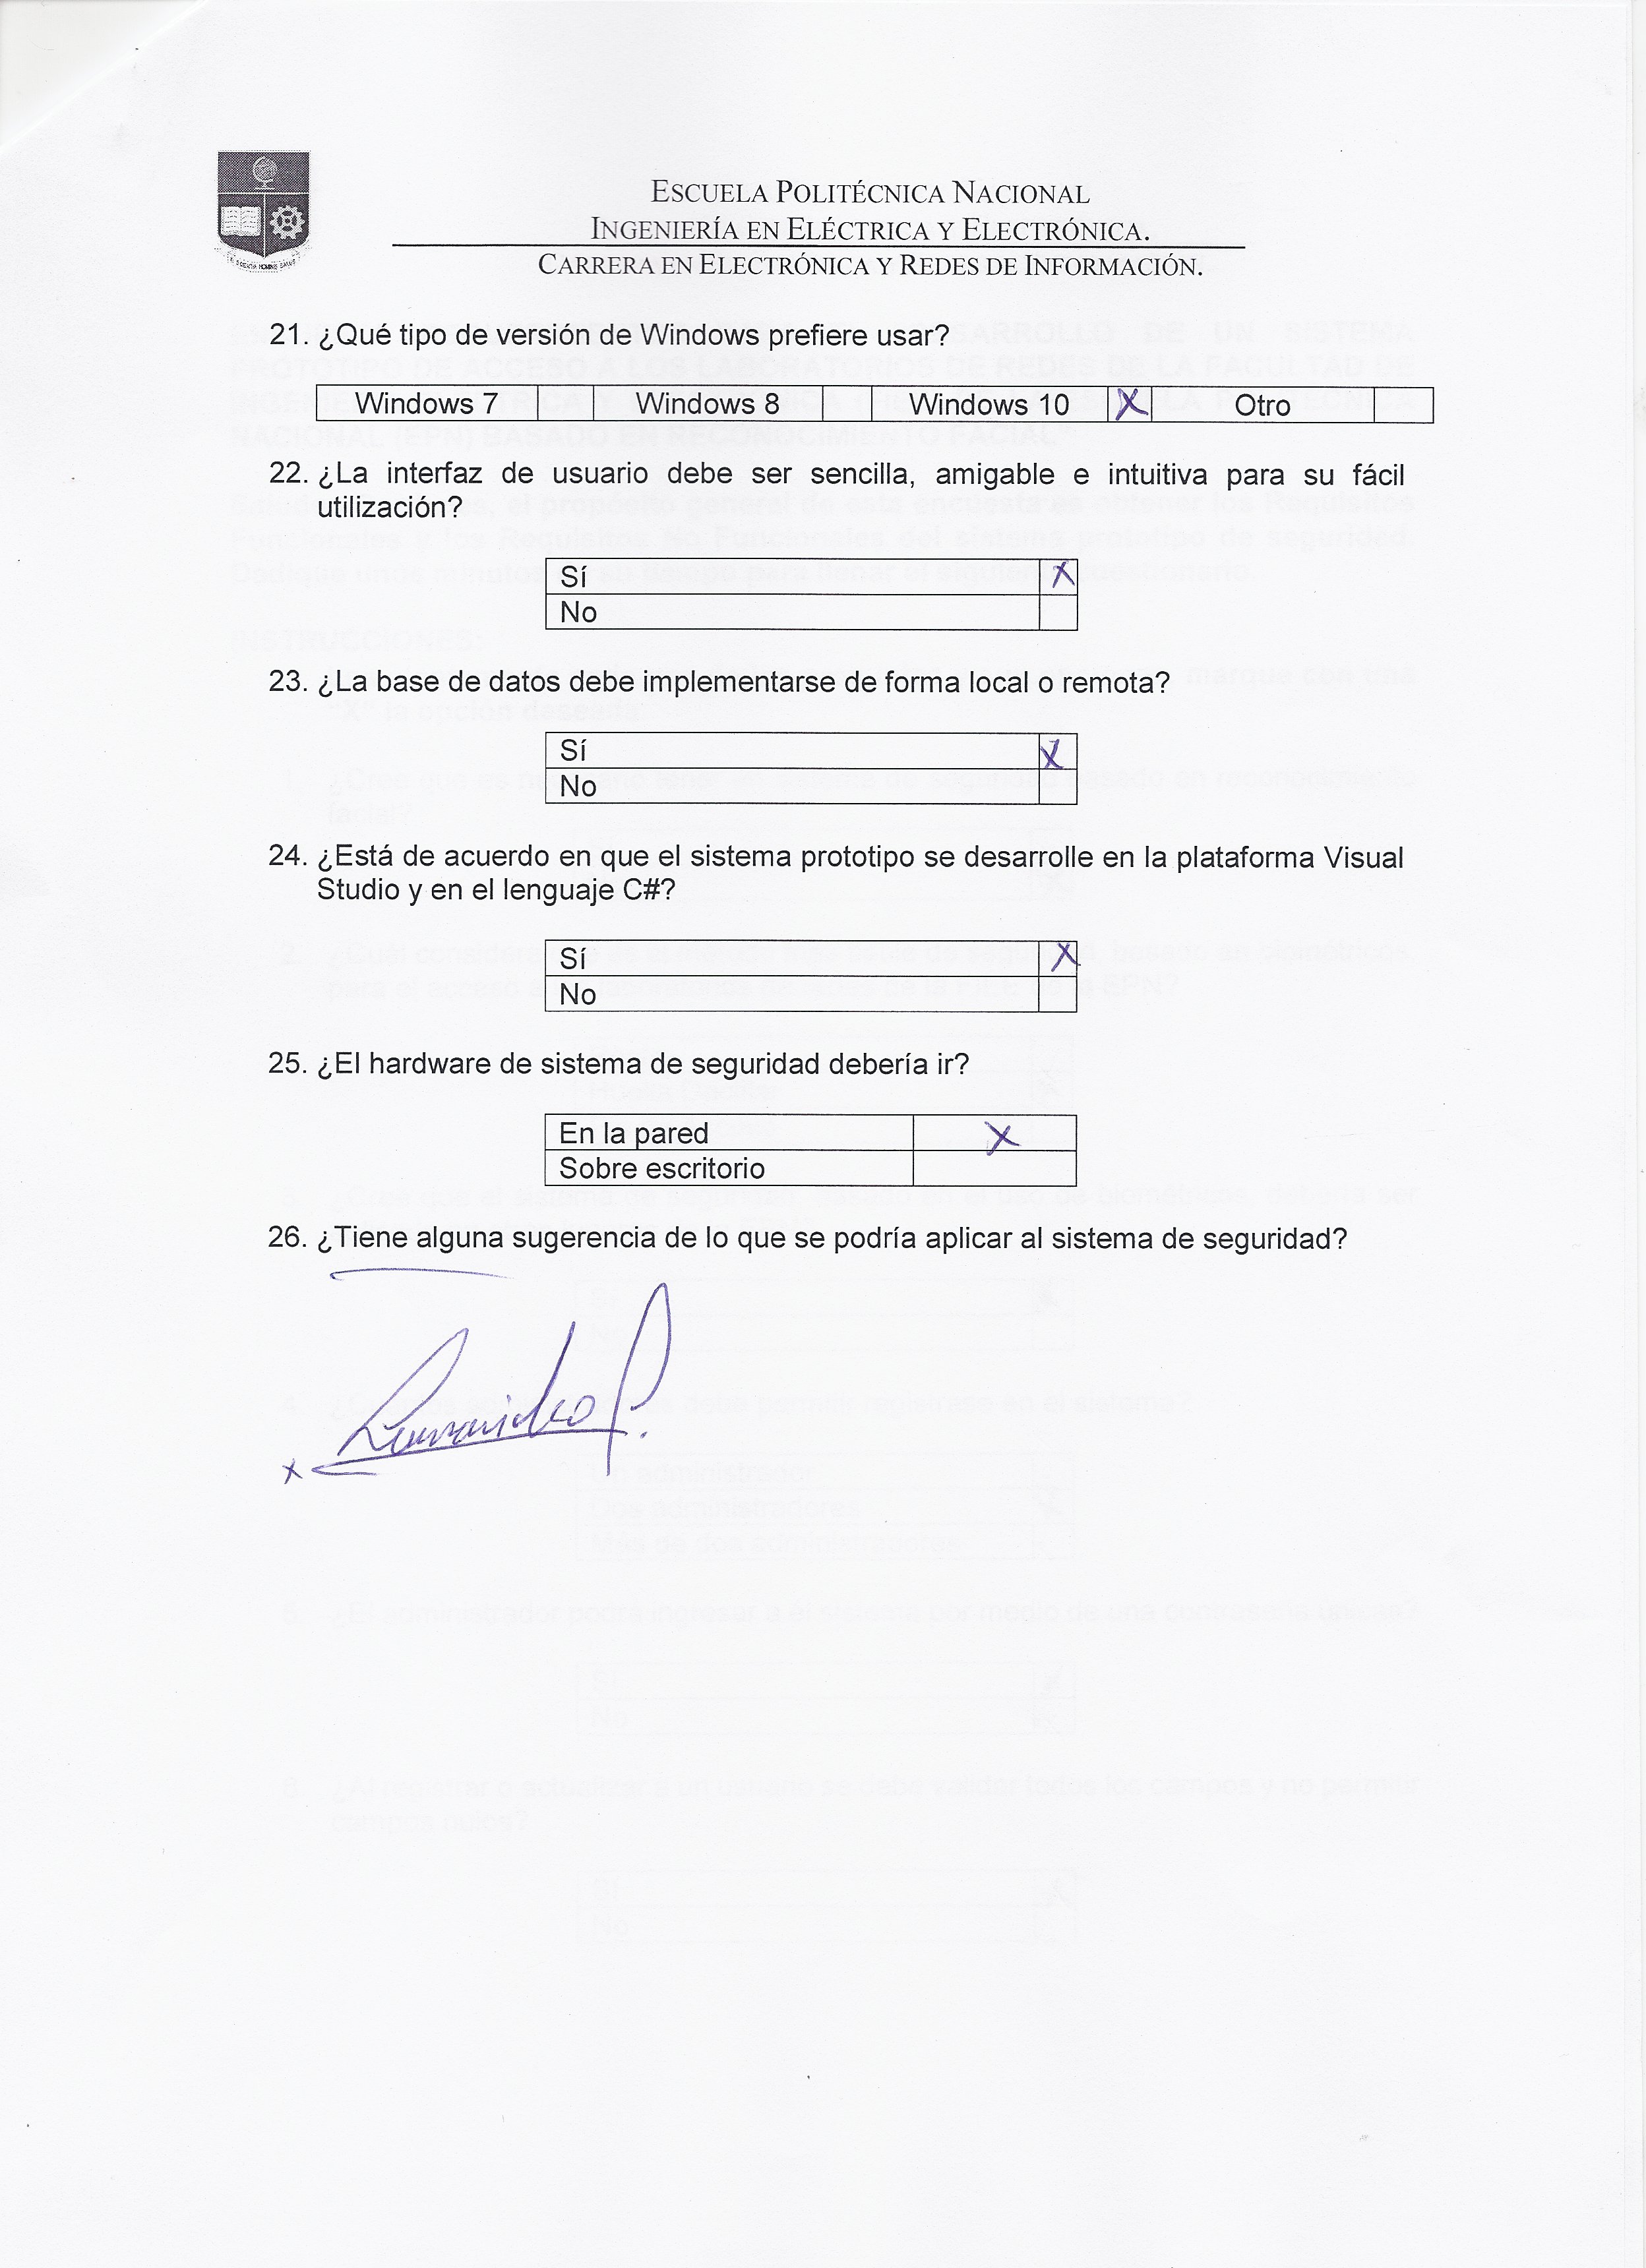 ESCUELA POLITÉCNICA NACIONAL
INGENIERÍA EN ELÉCTRICA Y ELECTRÓNICA.
CARRERA EN ELECTRÓNICA Y REDES DE INFORMACIÓN.
21. ¿Qué tipo de versión de Windows prefiere usar?
Windows 7 Windows 8 Windows 10 X Otro
22. ¿La interfaz de usuario debe ser sencilla, amigable e intuitiva para su fácil
utilización?
Sí X
No
23. ¿La base de datos debe implementarse de forma local o remota?
Sí X
No
24. ¿Está de acuerdo en que el sistema prototipo se desarrolle en la plataforma Visual
Studio y en el lenguaje C#?
Sí X
No
25. ¿El hardware de sistema de seguridad debería ir?
En la pared X
Sobre escritorio
26. ¿Tiene alguna sugerencia de lo que se podría aplicar al sistema de seguridad?
x